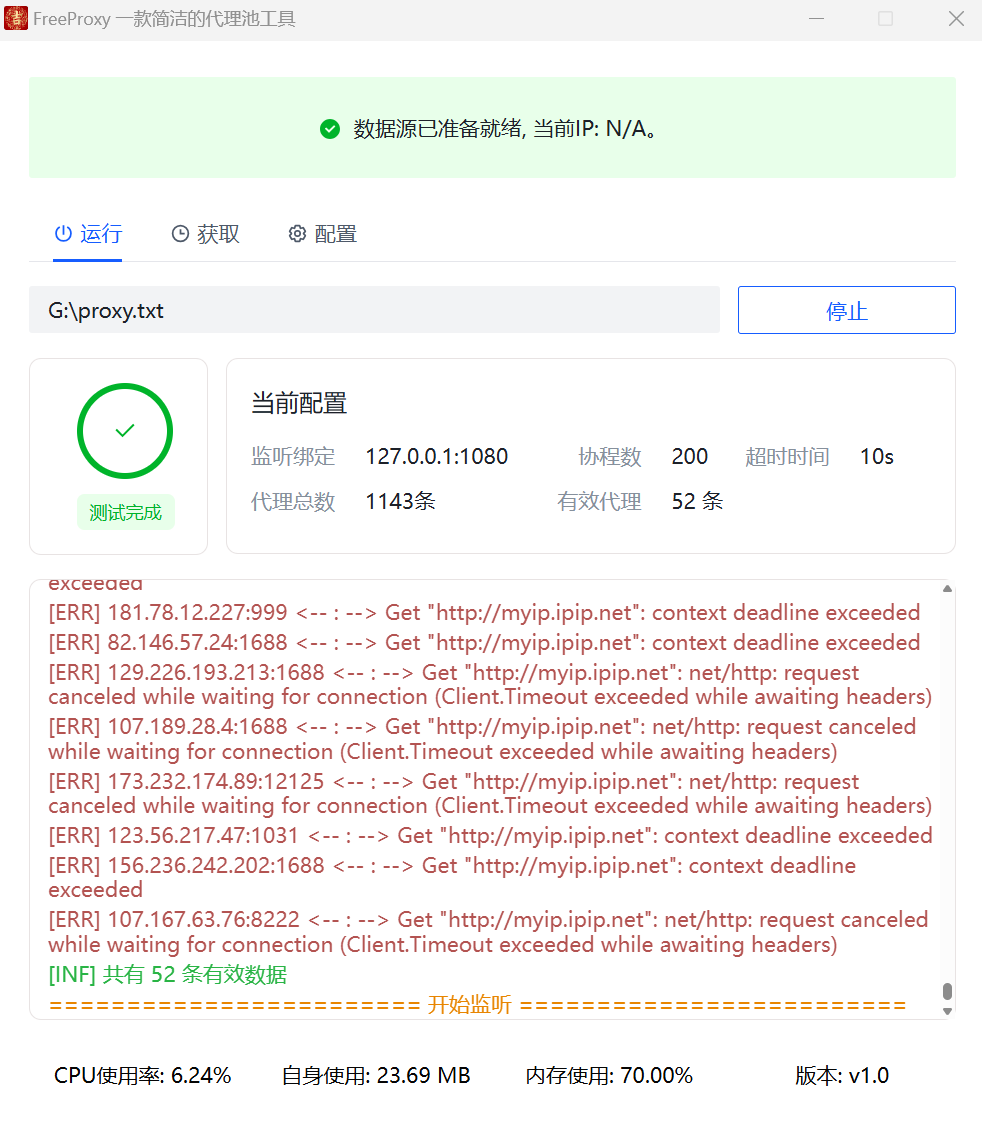 FreeProxy 一款简洁的代理池工具
数据源已准备就绪, 当前IP: N/A。
运行 获取 配置
G:\proxy.txt 停止
测试完成
当前配置
监听绑定 127.0.0.1:1080 协程数 200 超时时间 10s
代理总数 1143条 有效代理 52 条
exceeded
[ERR] 181.78.12.227:999 <-- : --> Get "http://myip.ipip.net": context deadline exceeded
[ERR] 82.146.57.24:1688 <-- : --> Get "http://myip.ipip.net": context deadline exceeded
[ERR] 129.226.193.213:1688 <-- : --> Get "http://myip.ipip.net": net/http: request
canceled while waiting for connection (Client.Timeout exceeded while awaiting headers)
[ERR] 107.189.28.4:1688 <-- : --> Get "http://myip.ipip.net": net/http: request canceled
while waiting for connection (Client.Timeout exceeded while awaiting headers)
[ERR] 173.232.174.89:12125 <-- : --> Get "http://myip.ipip.net": net/http: request
canceled while waiting for connection (Client.Timeout exceeded while awaiting headers)
[ERR] 123.56.217.47:1031 <-- : --> Get "http://myip.ipip.net": context deadline exceeded
[ERR] 156.236.242.202:1688 <-- : --> Get "http://myip.ipip.net": context deadline
exceeded
[ERR] 107.167.63.76:8222 <-- : --> Get "http://myip.ipip.net": net/http: request canceled
while waiting for connection (Client.Timeout exceeded while awaiting headers)
[INF] 共有 52 条有效数据
======================== 开始监听 =========================
CPU使用率: 6.24% 自身使用: 23.69 MB 内存使用: 70.00% 版本: v1.0